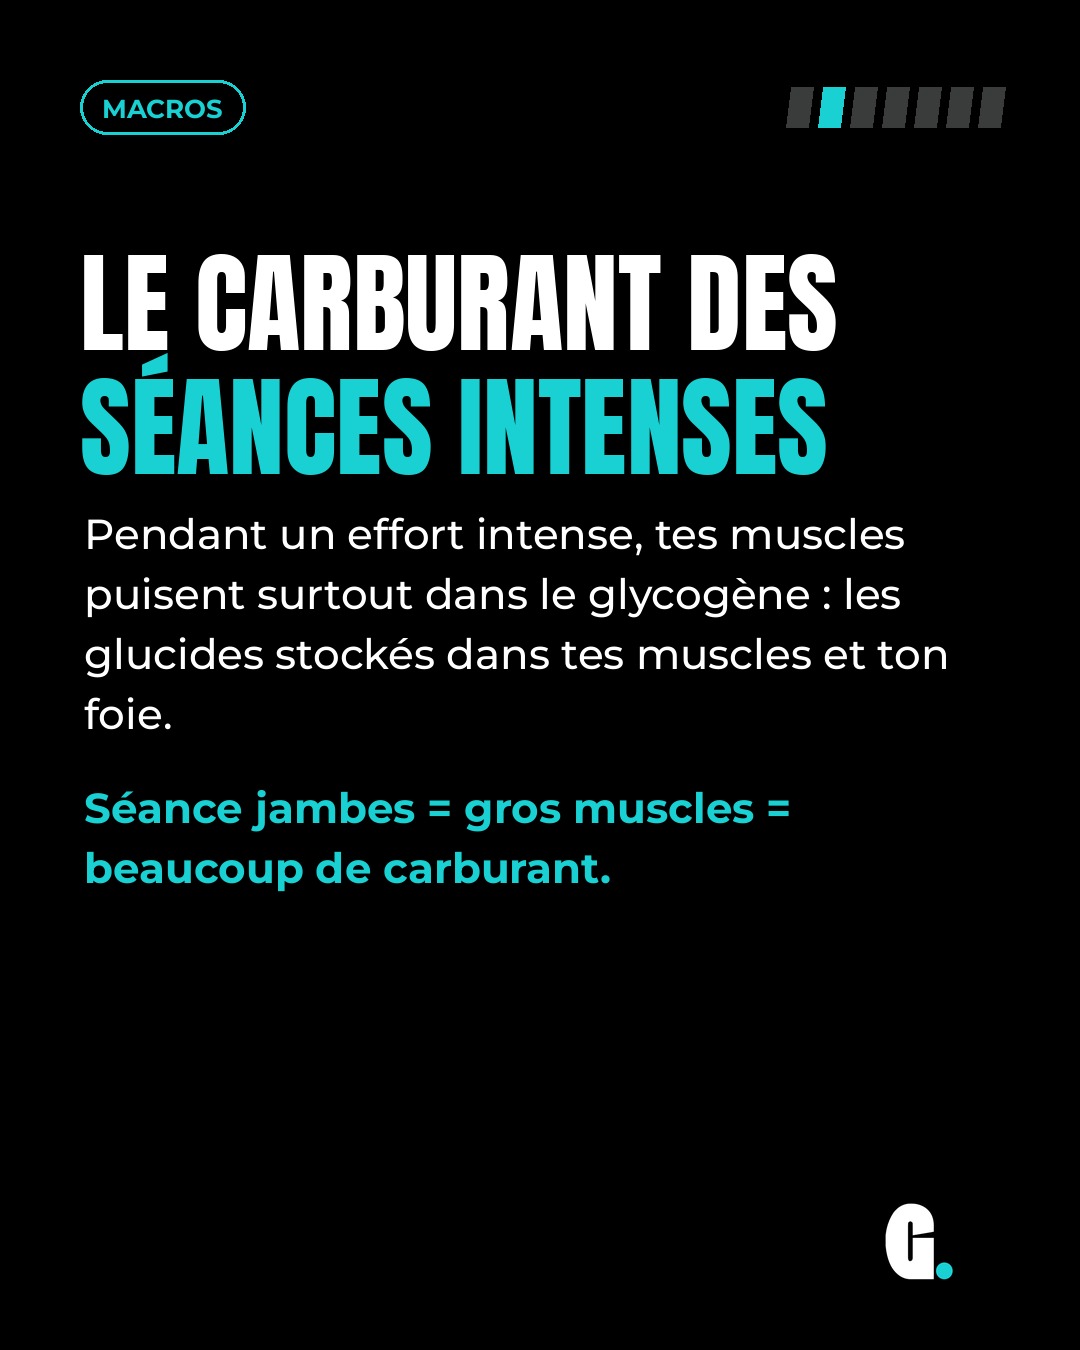 MACROS
LE CARBURANT DES
SÉANCES INTENSES
Pendant un effort intense, tes muscles
puisent surtout dans le glycogène : les
glucides stockés dans tes muscles et ton
foie.
Séance jambes = gros muscles =
beaucoup de carburant.
G.